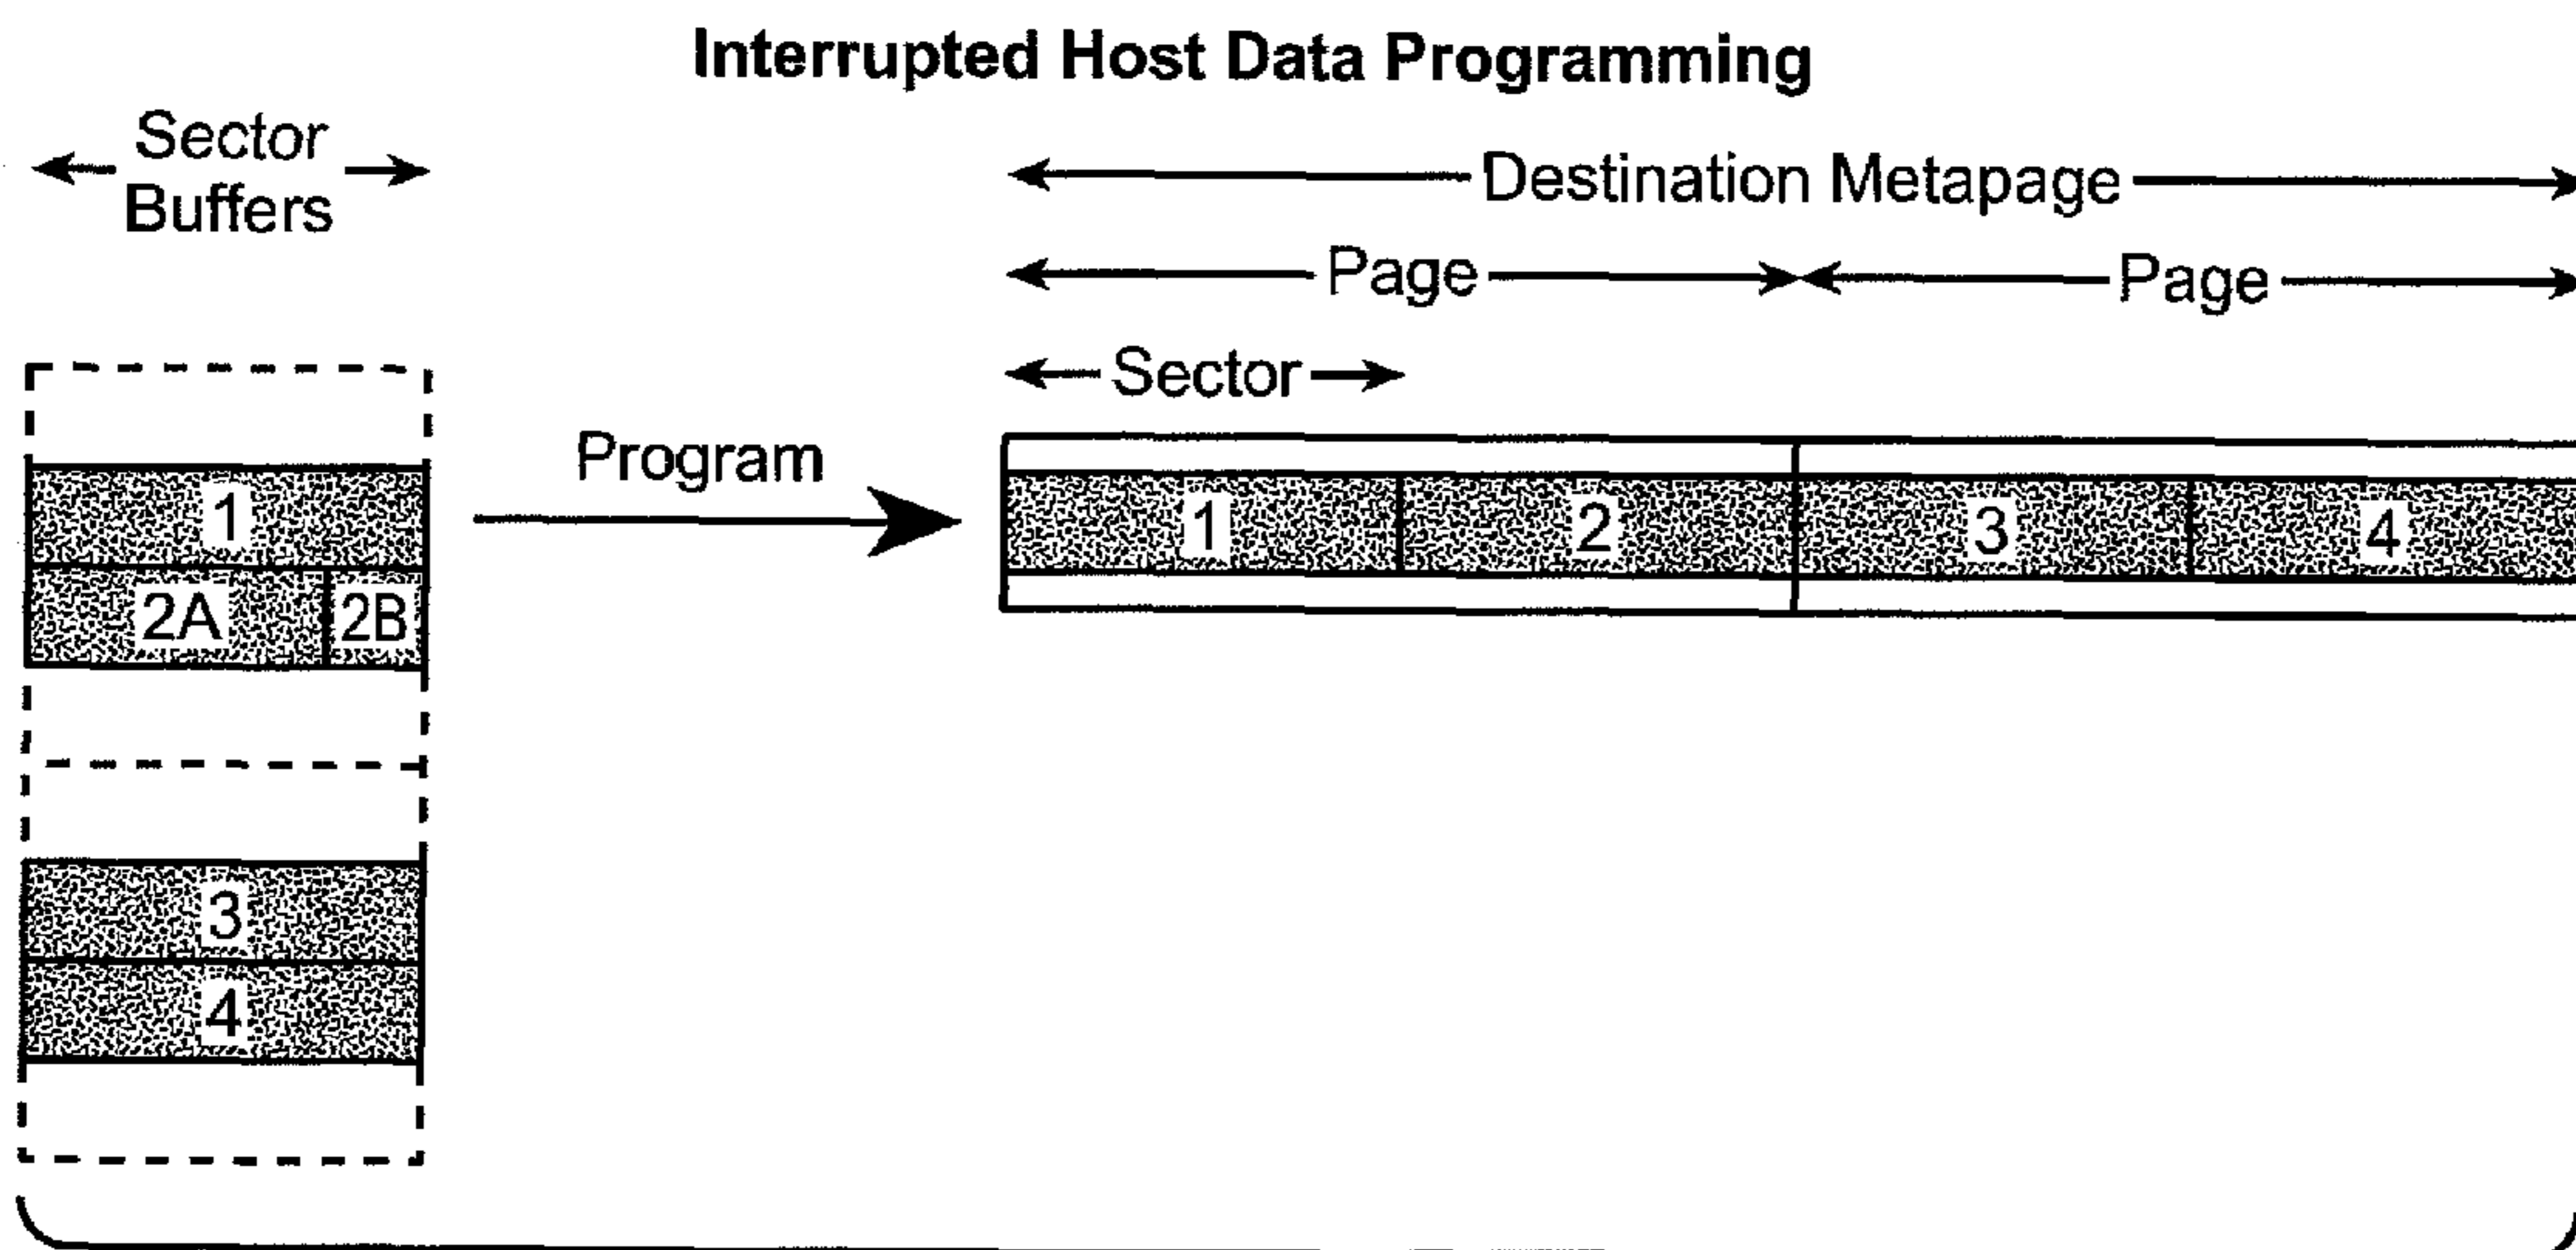 Interrupted Host Data Programming
Sector
Buffers
Destination Metapage
Page
Page
Sector
Program
1
2A
2B
3
4
1
2
3
4